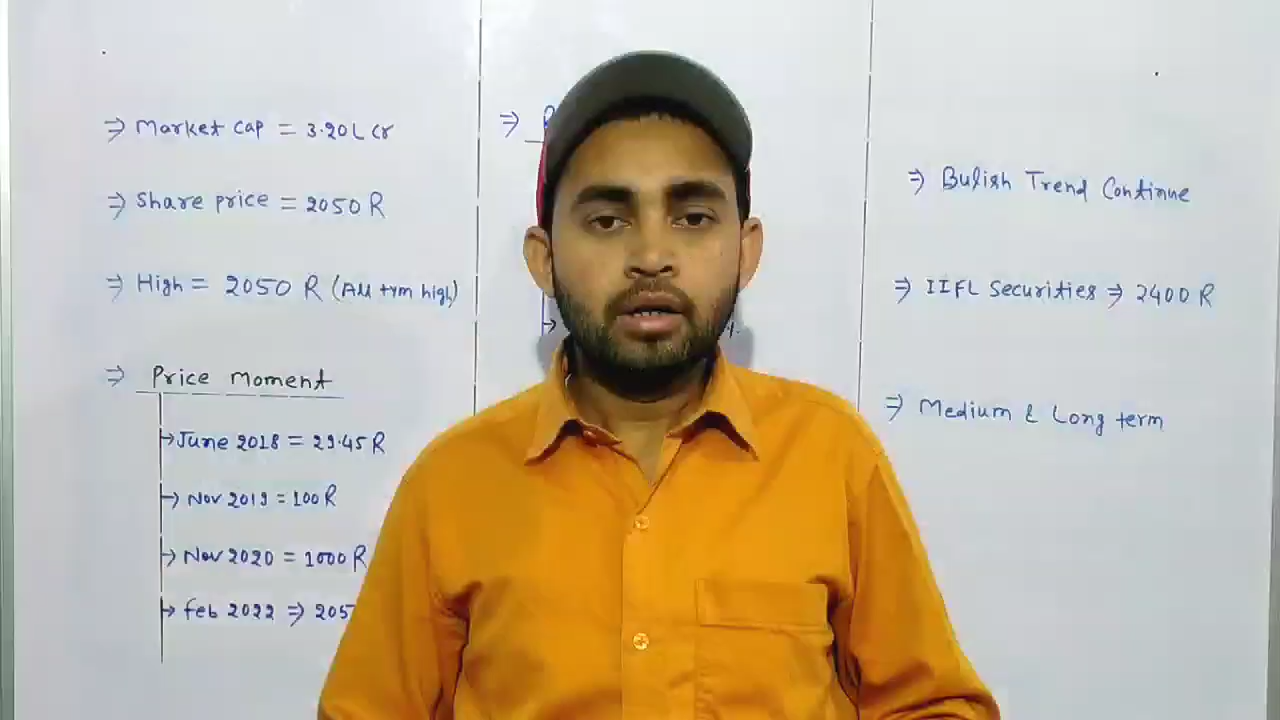 ⇒ Market cap = 3.20L cr
⇒ Share price = 2050 R
⇒ High = 2050 R (All tym high)
⇒ Price moment
→ June 2018 = 29.45 R
→ Nov 2019 = 100 R
→ Nov 2020 = 1000 R
→ Feb 2022 ⇒ 205
⇒ Bulish Trend Continue
⇒ IIFL Securities ⇒ 2400 R
⇒ Medium & Long term